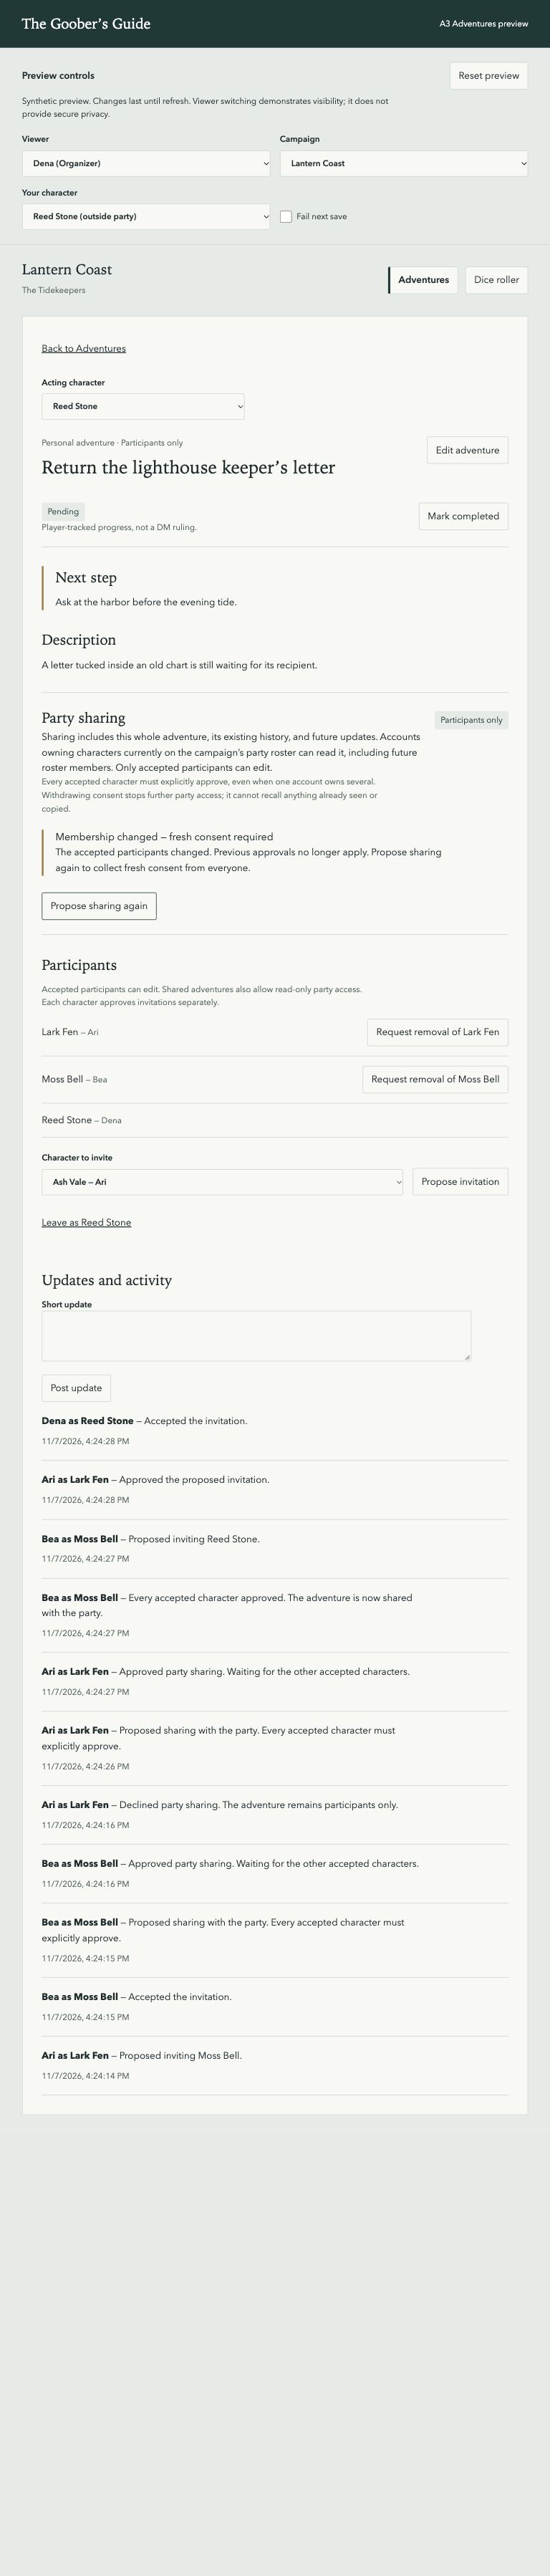 The Goober's Guide
A3 Adventures preview
Preview controls
Reset preview
Synthetic preview. Changes last until refresh. Viewer switching demonstrates visibility; it does not
provide secure privacy.
Viewer
Campaign
Dena (Organizer)
Lantern Coast
Your character
Reed Stone (outside party)
Fail next save
Lantern Coast
The Tidekeepers
Adventures
Dice roller
Back to Adventures
Acting character
Reed Stone
Personal adventure · Participants only
Edit adventure
Return the lighthouse keeper's letter
Pending
Player-tracked progress, not a DM ruling.
Mark completed
Next step
Ask at the harbor before the evening tide.
Description
A letter tucked inside an old chart is still waiting for its recipient.
Party sharing
Participants only
Sharing includes this whole adventure, its existing history, and future updates. Accounts
owning characters currently on the campaign's party roster can read it, including future
roster members. Only accepted participants can edit.
Every accepted character must explicitly approve, even when one account owns several.
Withdrawing consent stops further party access; it cannot recall anything already seen or
copied.
Membership changed — fresh consent required
The accepted participants changed. Previous approvals no longer apply. Propose sharing
again to collect fresh consent from everyone.
Propose sharing again
Participants
Accepted participants can edit. Shared adventures also allow read-only party access.
Each character approves invitations separately.
Lark Fen — Ari
Request removal of Lark Fen
Moss Bell — Bea
Request removal of Moss Bell
Reed Stone — Dena
Character to invite
Ash Vale — Ari
Propose invitation
Leave as Reed Stone
Updates and activity
Short update
Post update
Dena as Reed Stone — Accepted the invitation.
11/7/2026, 4:24:28 PM
Ari as Lark Fen — Approved the proposed invitation.
11/7/2026, 4:24:28 PM
Bea as Moss Bell — Proposed inviting Reed Stone.
11/7/2026, 4:24:27 PM
Bea as Moss Bell — Every accepted character approved. The adventure is now shared
with the party.
11/7/2026, 4:24:27 PM
Ari as Lark Fen — Approved party sharing. Waiting for the other accepted characters.
11/7/2026, 4:24:27 PM
Ari as Lark Fen — Proposed sharing with the party. Every accepted character must
explicitly approve.
11/7/2026, 4:24:26 PM
Ari as Lark Fen — Declined party sharing. The adventure remains participants only.
11/7/2026, 4:24:16 PM
Bea as Moss Bell — Approved party sharing. Waiting for the other accepted characters.
11/7/2026, 4:24:16 PM
Bea as Moss Bell — Proposed sharing with the party. Every accepted character must
explicitly approve.
11/7/2026, 4:24:15 PM
Bea as Moss Bell — Accepted the invitation.
11/7/2026, 4:24:15 PM
Ari as Lark Fen — Proposed inviting Moss Bell.
11/7/2026, 4:24:14 PM